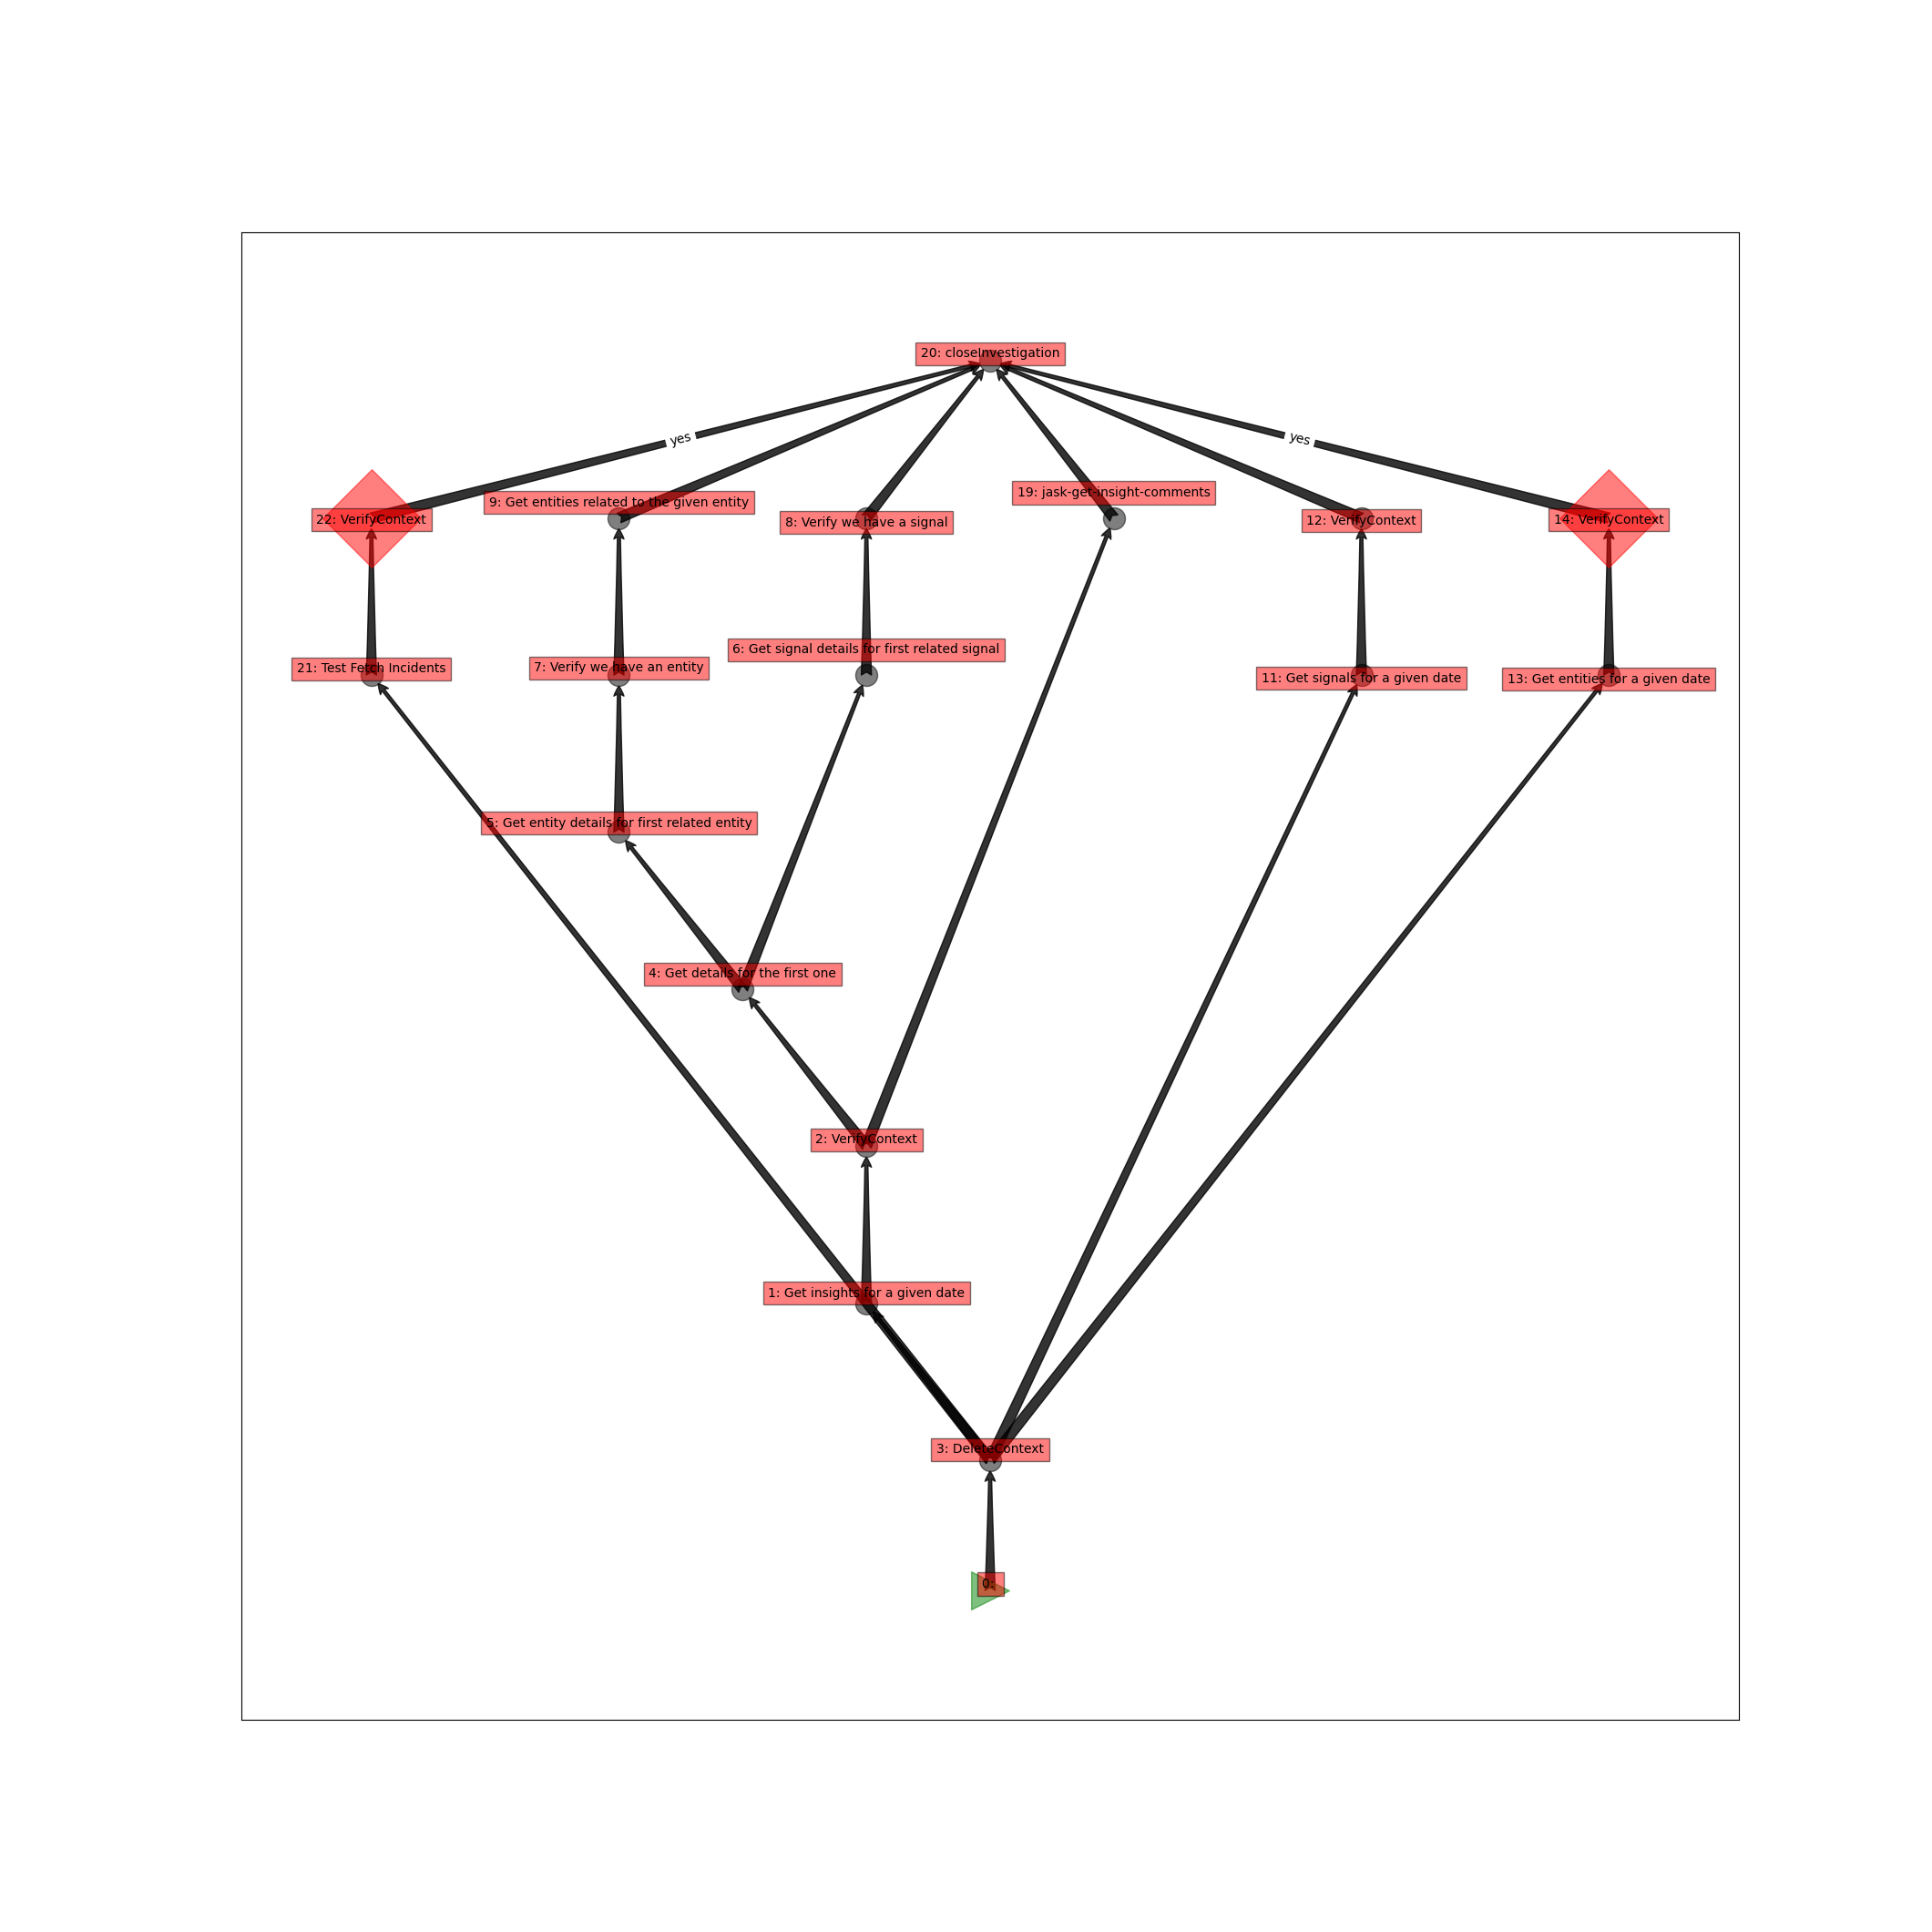 20: closeInvestigation
yes
yes
19: jask-get-insight-comments
9: Get entities related to the given entity
22: VerifyContext
8: Verify we have a signal
12: VerifyContext
14: VerifyContext
6: Get signal details for first related signal
21: Test Fetch Incidents
7: Verify we have an entity
11: Get signals for a given date
13: Get entities for a given date
5: Get entity details for first related entity
4: Get details for the first one
2: VerifyContext
1: Get insights for a given date
3: DeleteContext
0: